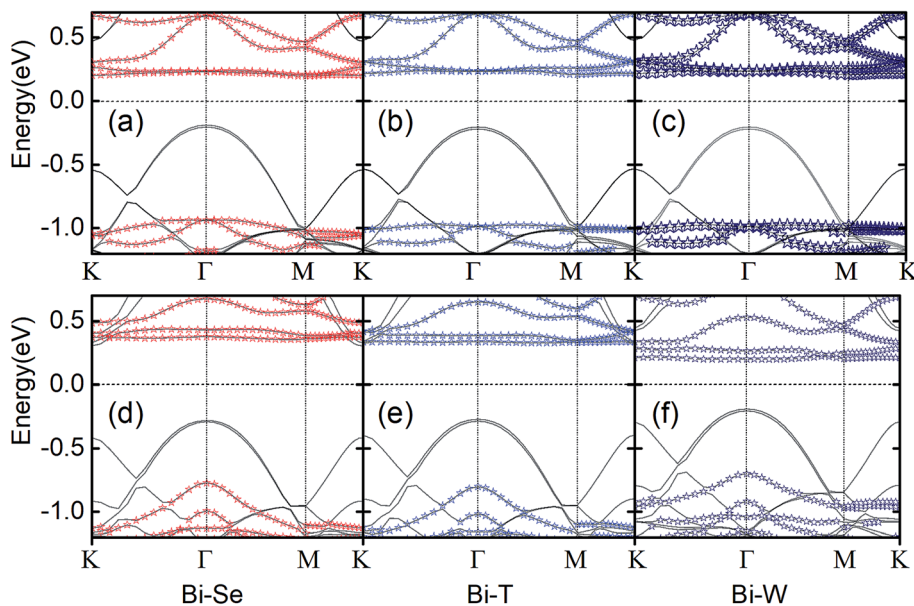 Energy(eV)
0.5
0.0
-0.5
-1.0
(a) (b) (c)
K Γ M K Γ M K Γ M K
Energy(eV)
0.5
0.0
-0.5
-1.0
(d) (e) (f)
K Γ M K Γ M K Γ M K
Bi-Se Bi-T Bi-W